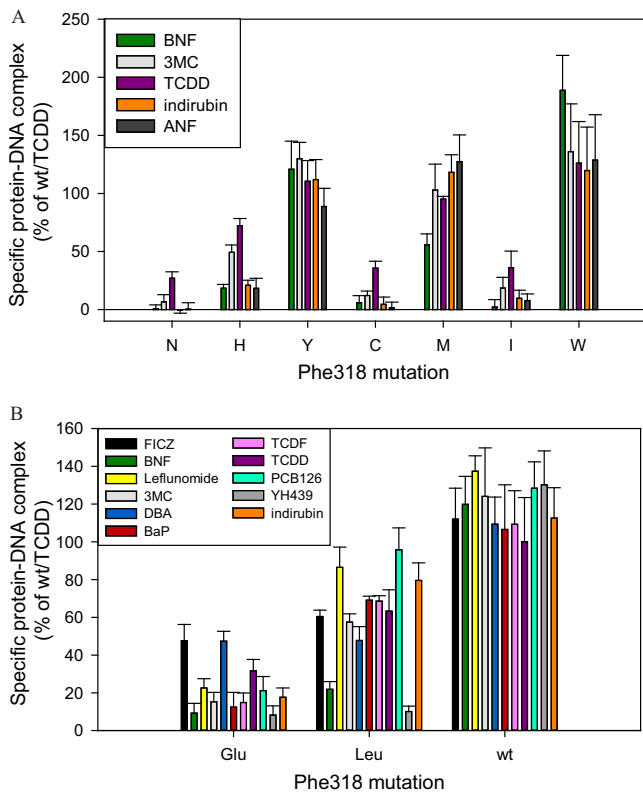 A
Specific protein-DNA complex
(% of wt/TCDD)
250
200
150
100
50
0
BNF
3MC
TCDD
indirubin
ANF
N H Y C M I W
Phe318 mutation
B
Specific protein-DNA complex
(% of wt/TCDD)
160
140
120
100
80
60
40
20
0
FICZ
BNF
Leflunomide
3MC
DBA
BaP
TCDF
TCDD
PCB126
YH439
indirubin
Glu Leu wt
Phe318 mutation